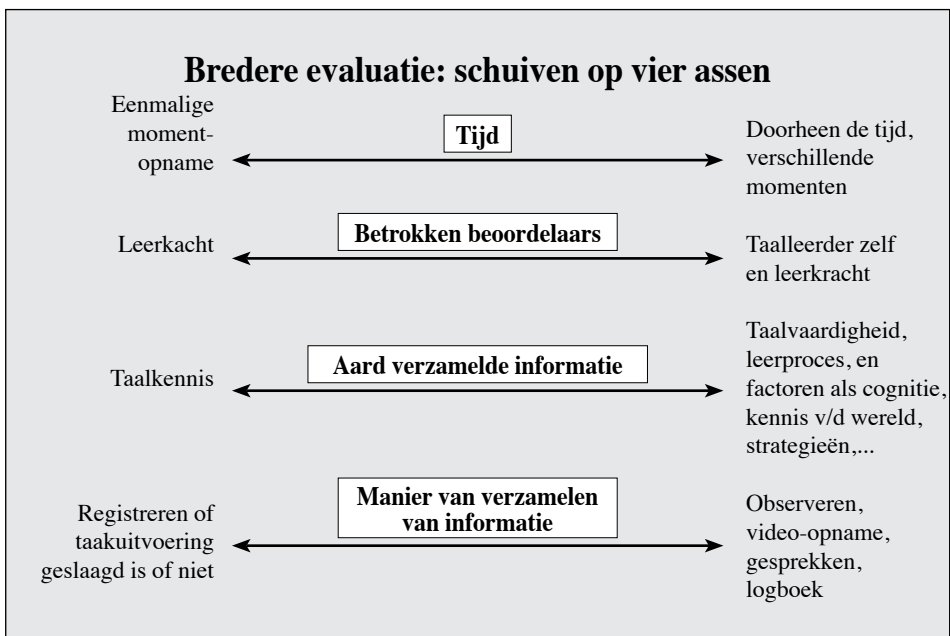 Bredere evaluatie: schuiven op vier assen
Eenmalige
moment-
opname
Tijd
Doorheen de tijd,
verschillende
momenten
Leerkacht
Betrokken beoordelaars
Taalleerder zelf
en leerkracht
Taalkennis
Aard verzamelde informatie
Taalvaardigheid,
leerproces, en
factoren als cognitie,
kennis v/d wereld,
strategieën,...
Registreren of
taakuitvoering
geslaagd is of niet
Manier van verzamelen
van informatie
Observeren,
video-opname,
gesprekken,
logboek